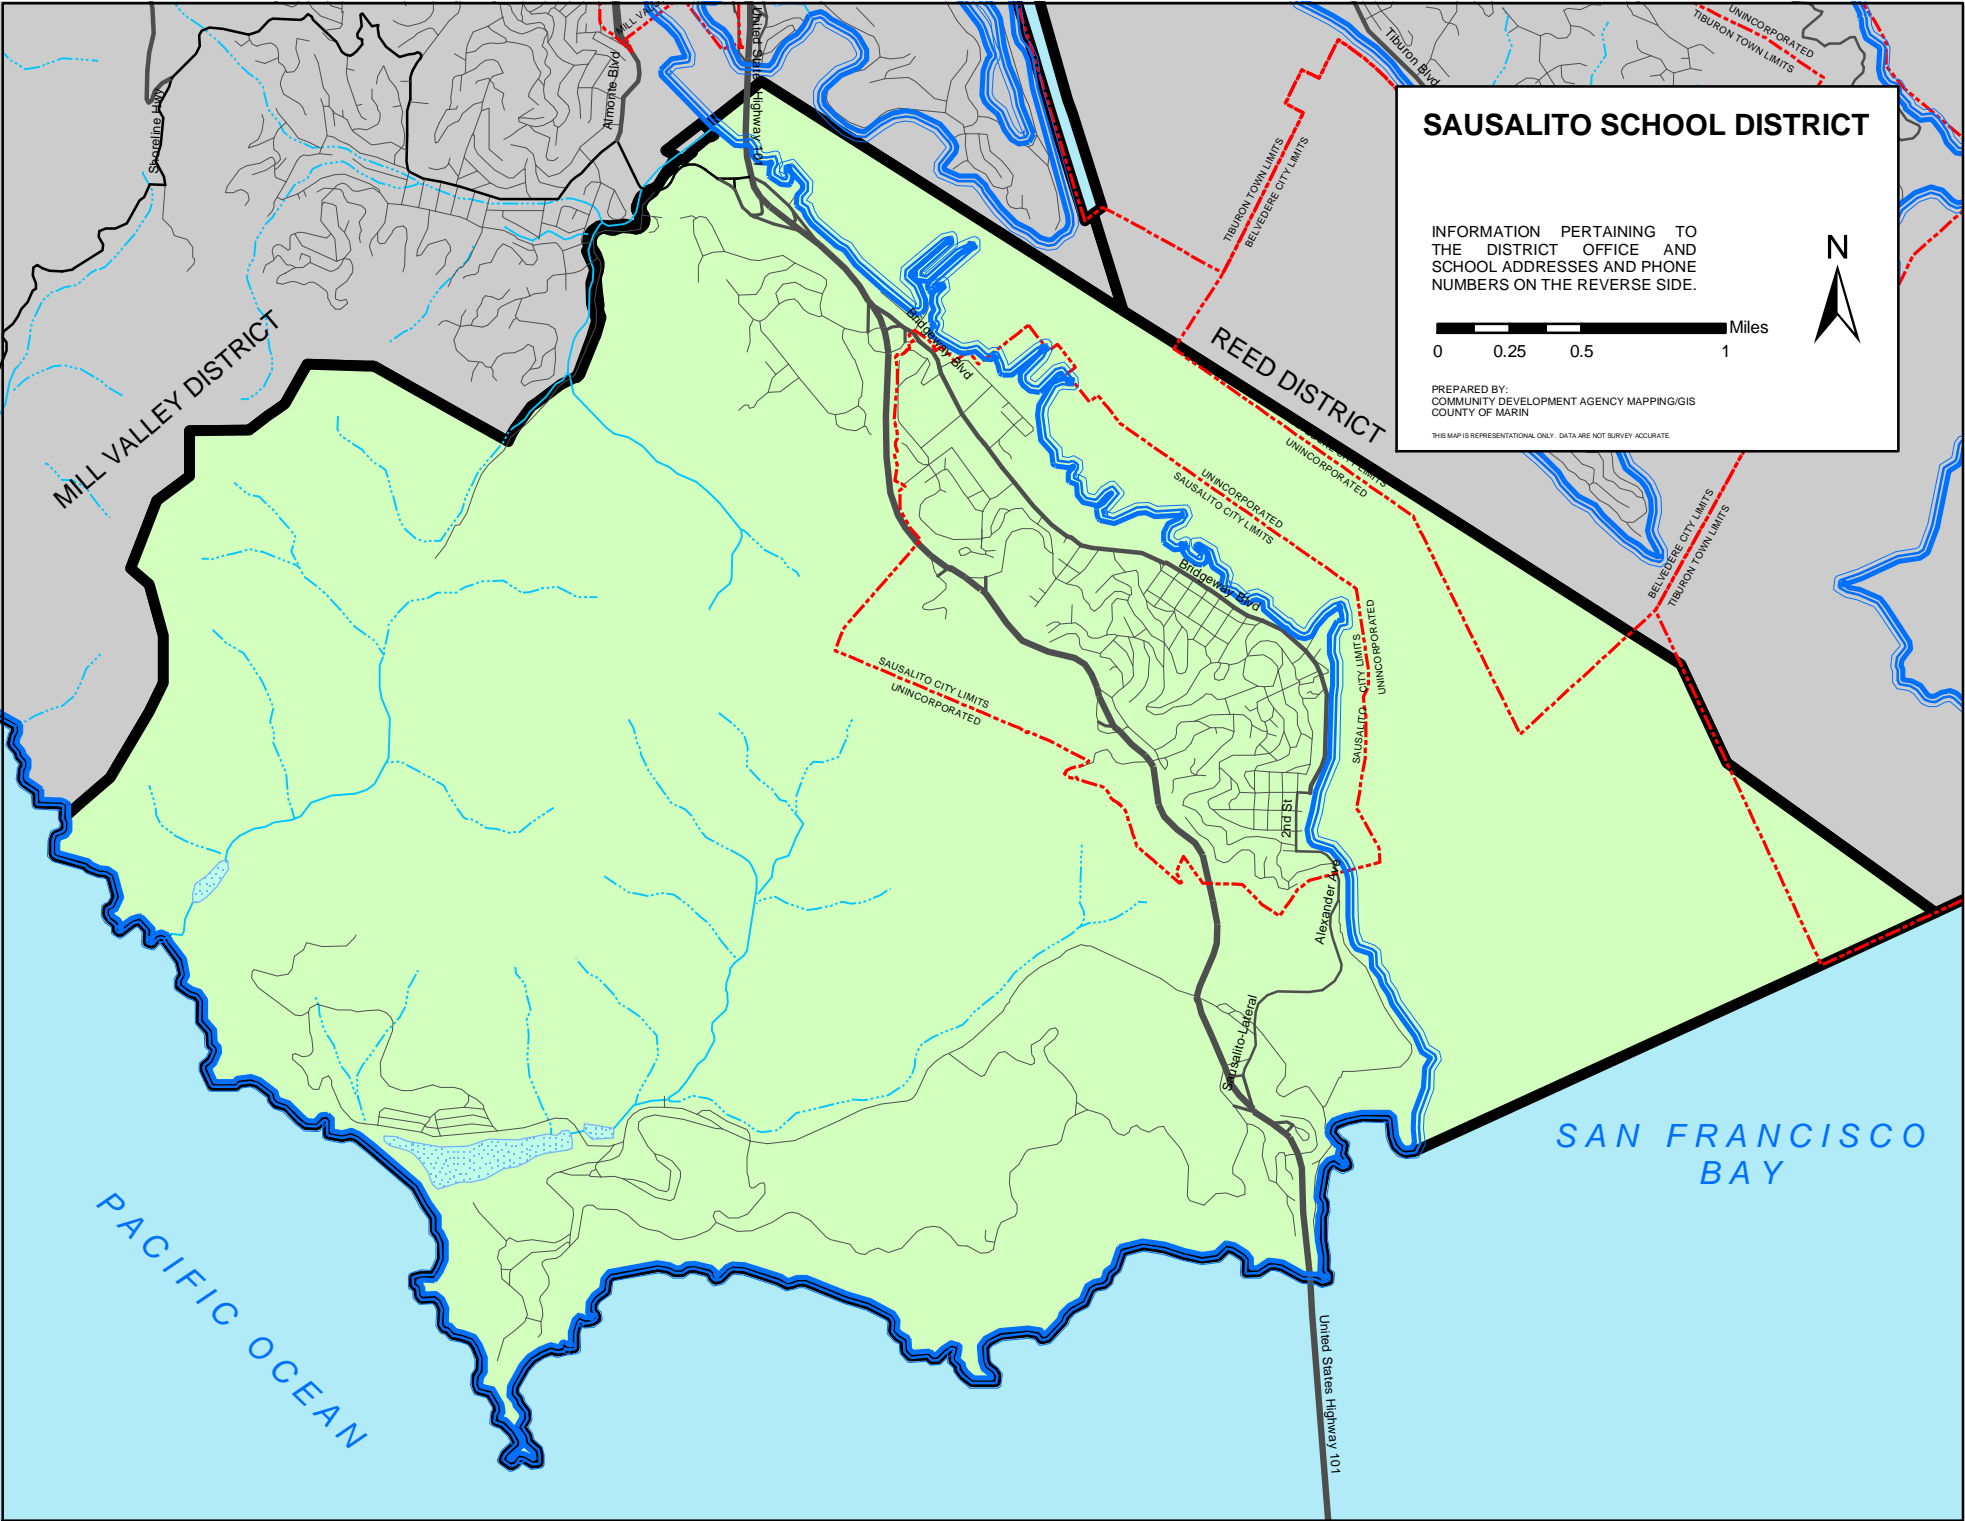 SAUSALITO SCHOOL DISTRICT
INFORMATION PERTAINING TO
THE DISTRICT OFFICE AND
SCHOOL ADDRESSES AND PHONE
NUMBERS ON THE REVERSE SIDE.
N
Miles
0 0.25 0.5 1
PREPARED BY:
COMMUNITY DEVELOPMENT AGENCY MAPPING/GIS
COUNTY OF MARIN
THIS MAP IS REPRESENTATIONAL ONLY. DATA ARE NOT SURVEY ACCURATE.
Shoreline Hwy
Almonte Blvd
United States Highway 101
Tiburon Blvd
UNINCORPORATED
TIBURON TOWN LIMITS
TIBURON TOWN LIMITS
BELVEDERE CITY LIMITS
MILL VALLEY DISTRICT
REED DISTRICT
Bridgeway Blvd
UNINCORPORATED
UNINCORPORATED
SAUSALITO CITY LIMITS
BELVEDERE CITY LIMITS
TIBURON TOWN LIMITS
Bridgeway Blvd
SAUSALITO CITY LIMITS
UNINCORPORATED
SAUSALITO CITY LIMITS
UNINCORPORATED
2nd St
Alexander Ave
Sausalito-Lateral
SAN FRANCISCO
BAY
PACIFIC OCEAN
United States Highway 101